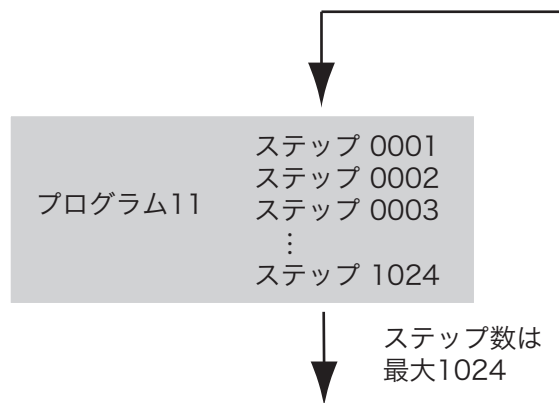 ステップ 0001
ステップ 0002
プログラム11
ステップ 0003
⋮
ステップ 1024
ステップ数は
最大1024